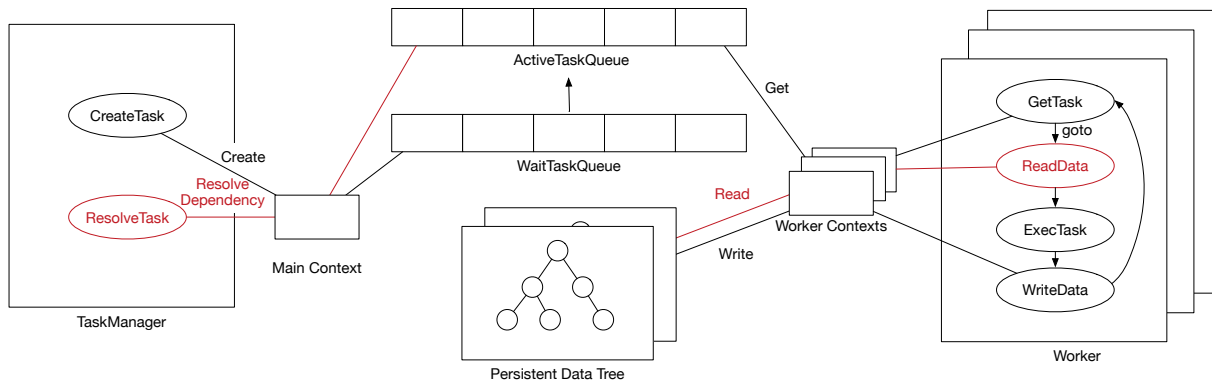 ActiveTaskQueue
Get
GetTask
CreateTask
goto
Create
WaitTaskQueue
ReadData
Resolve
Dependency
Read
ResolveTask
Worker Contexts
ExecTask
Write
Main Context
WriteData
TaskManager
Worker
Persistent Data Tree